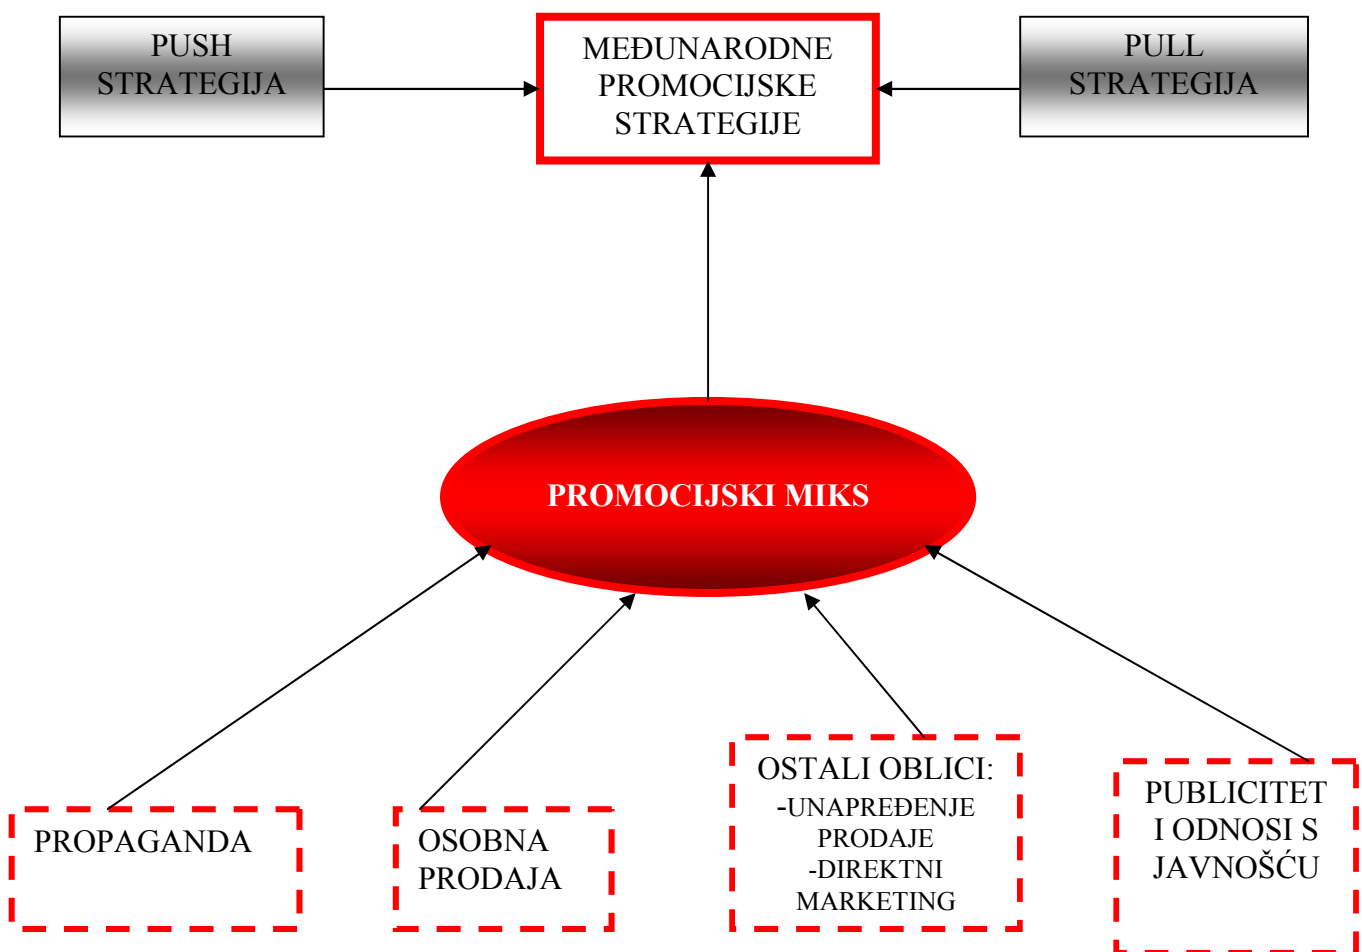 PUSH
STRATEGIJA
MEĐUNARODNE
PROMOCIJSKE
STRATEGIJE
PULL
STRATEGIJA
PROMOCIJSKI MIKS
PROPAGANDA
OSOBNA
PRODAJA
OSTALI OBLICI:
-UNAPREĐENJE
PRODAJE
-DIREKTNI
MARKETING
PUBLICITET
I ODNOSI S
JAVNOŠĆU